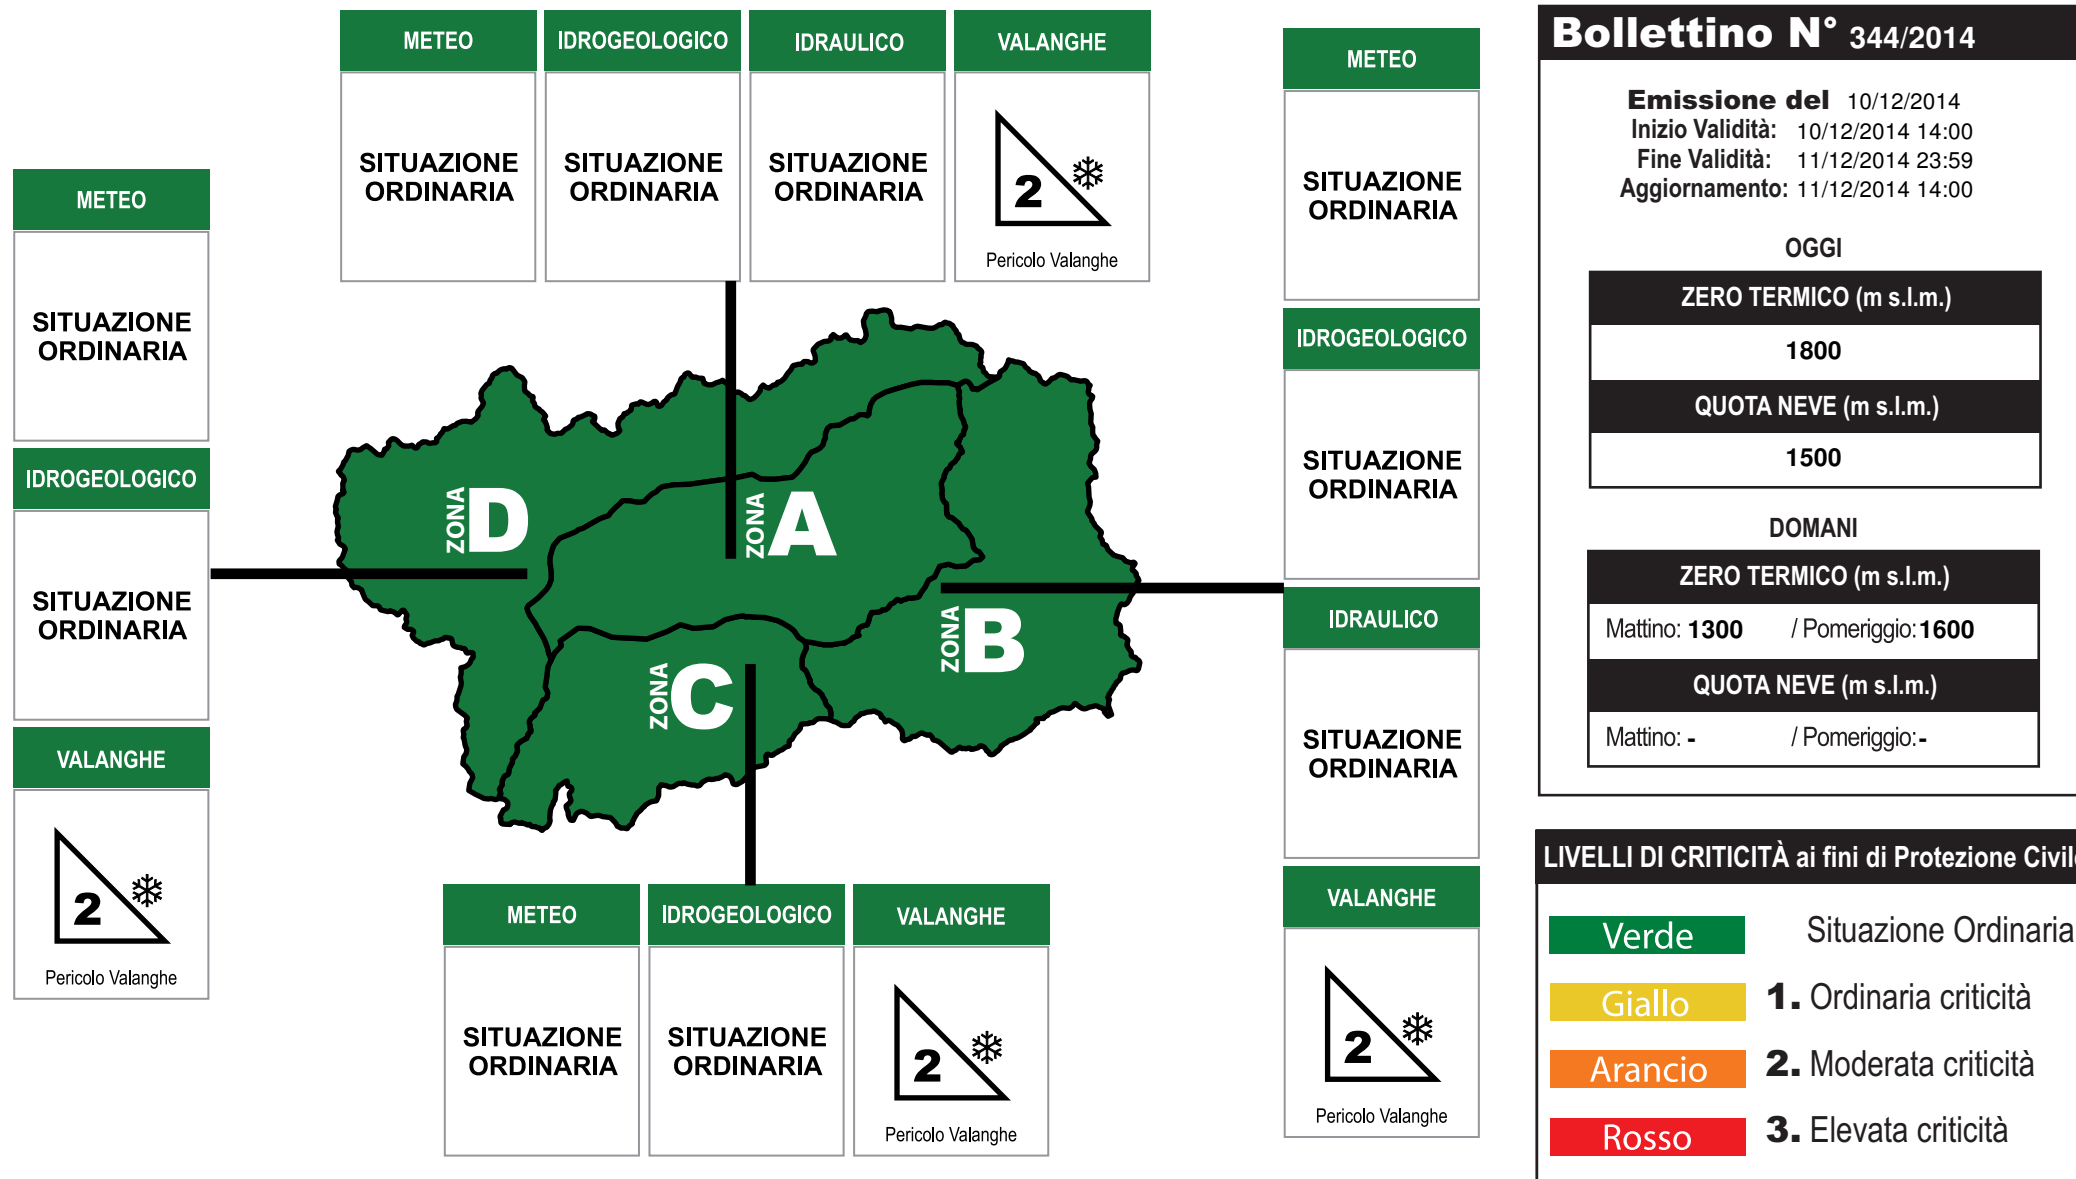 METEO
IDROGEOLOGICO
IDRAULICO
VALANGHE
SITUAZIONE
ORDINARIA
SITUAZIONE
ORDINARIA
SITUAZIONE
ORDINARIA
2
Pericolo Valanghe
METEO
SITUAZIONE
ORDINARIA
IDROGEOLOGICO
SITUAZIONE
ORDINARIA
VALANGHE
2
Pericolo Valanghe
ZONA D
ZONA A
ZONA B
ZONA C
METEO
IDROGEOLOGICO
VALANGHE
SITUAZIONE
ORDINARIA
SITUAZIONE
ORDINARIA
2
Pericolo Valanghe
METEO
SITUAZIONE
ORDINARIA
IDROGEOLOGICO
SITUAZIONE
ORDINARIA
IDRAULICO
SITUAZIONE
ORDINARIA
VALANGHE
2
Pericolo Valanghe
Bollettino N° 344/2014
Emissione del 10/12/2014
Inizio Validità: 10/12/2014 14:00
Fine Validità: 11/12/2014 23:59
Aggiornamento: 11/12/2014 14:00
OGGI
ZERO TERMICO (m s.l.m.)
1800
QUOTA NEVE (m s.l.m.)
1500
DOMANI
ZERO TERMICO (m s.l.m.)
Mattino: 1300 / Pomeriggio: 1600
QUOTA NEVE (m s.l.m.)
Mattino: - / Pomeriggio: -
LIVELLI DI CRITICITÀ ai fini di Protezione Civile
Verde Situazione Ordinaria
Giallo 1. Ordinaria criticità
Arancio 2. Moderata criticità
Rosso 3. Elevata criticità